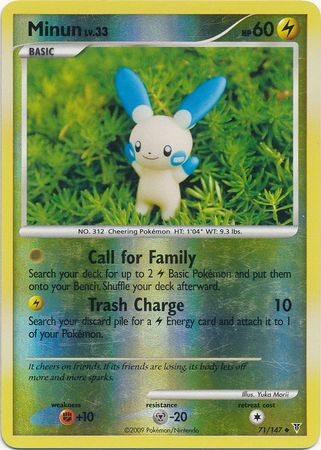 Minun LV.33 HP 60
BASIC
NO. 312 Cheering Pokémon HT: 1'04" WT: 9.3 lbs.
Call for Family
Search your deck for up to 2 Basic Pokémon and put them
onto your Bench. Shuffle your deck afterward.
Trash Charge 10
Search your discard pile for a Energy card and attach it to 1
of your Pokémon.
It cheers on friends. If its friends are losing, its body lets off
more and more sparks.
Illus. Yuka Morii
weakness resistance retreat cost
+10 -20
©2009 Pokémon/Nintendo 71/147